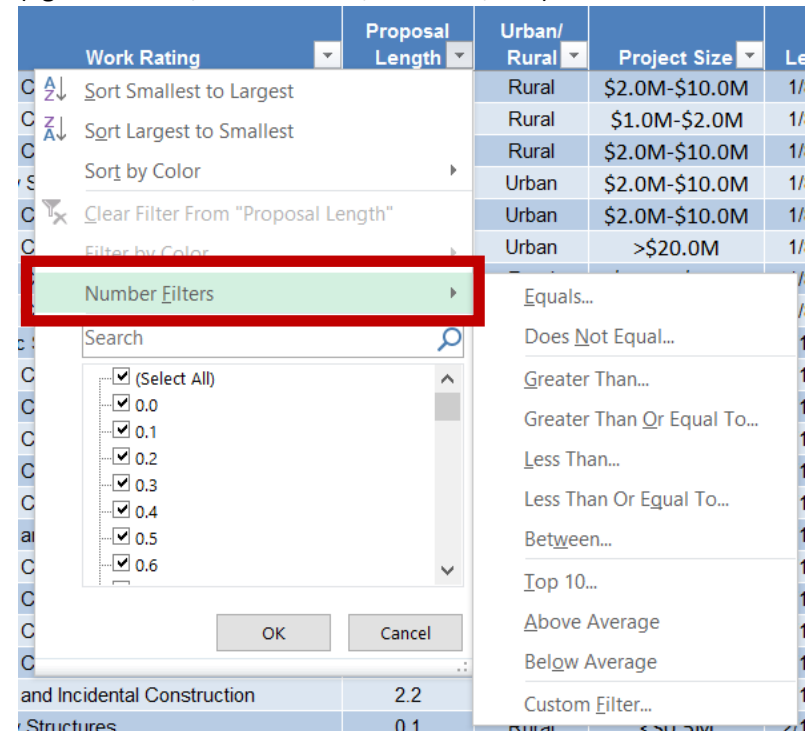 Work Rating
Proposal
Length
Urban/
Rural
Project Size
Sort Smallest to Largest
Sort Largest to Smallest
Sort by Color
Clear Filter From "Proposal Length"
Filter by Color
Number Filters
Search
(Select All)
0.0
0.1
0.2
0.3
0.4
0.5
0.6
OK
Cancel
Equals...
Does Not Equal...
Greater Than...
Greater Than Or Equal To...
Less Than...
Less Than Or Equal To...
Between...
Top 10...
Above Average
Below Average
Custom Filter...
Rural $2.0M-$10.0M
Rural $1.0M-$2.0M
Rural $2.0M-$10.0M
Urban $2.0M-$10.0M
Urban $2.0M-$10.0M
Urban >$20.0M
and Incidental Construction 2.2
Structures 0.1 Rural <$0.5M